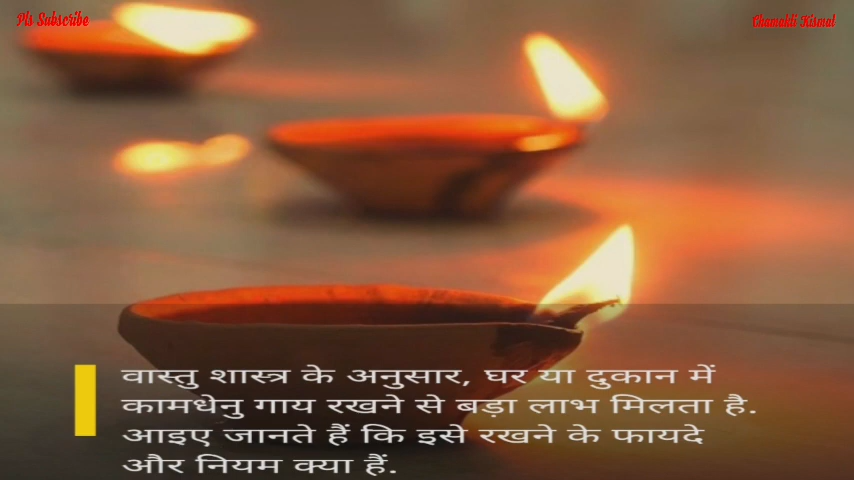 Pls Subscribe
Chamakti Kismat
वास्तु शास्त्र के अनुसार, घर या दुकान में
कामधेनु गाय रखने से बड़ा लाभ मिलता है.
आइए जानते हैं कि इसे रखने के फायदे
और नियम क्या हैं.